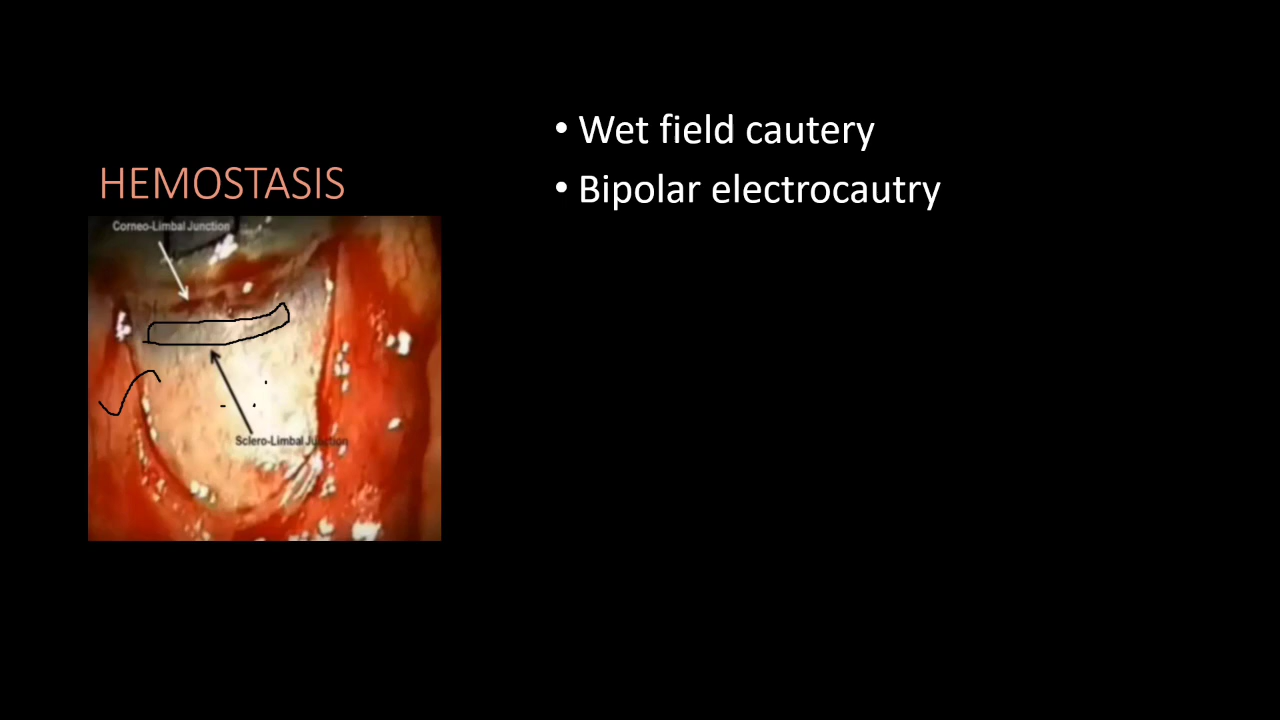 • Wet field cautery
HEMOSTASIS
• Bipolar electrocautry
Corneo-Limbal Junction
Sclero-Limbal Junction